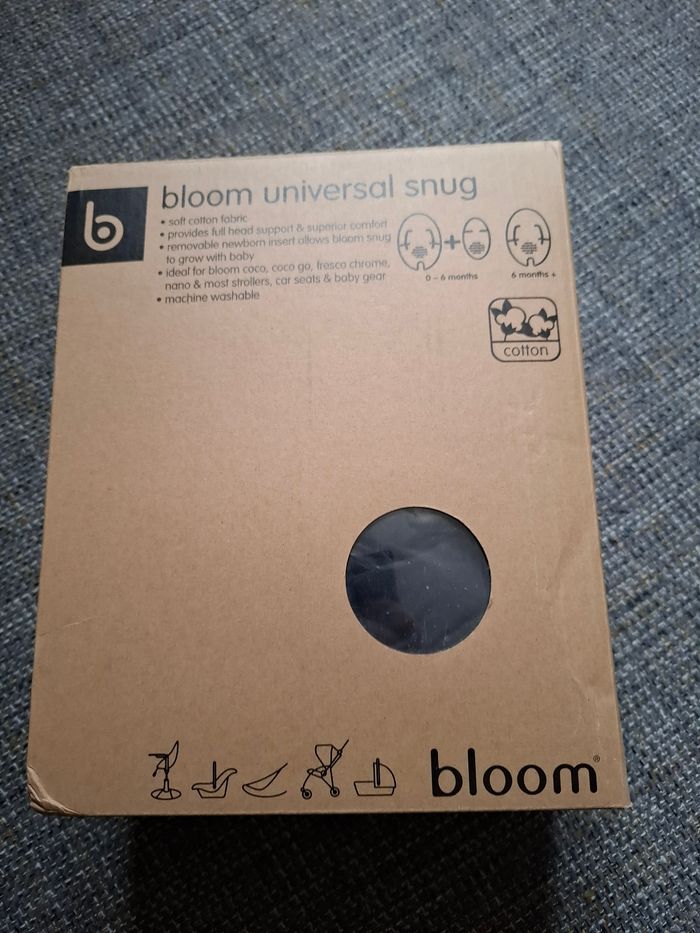 b
bloom universal snug
• soft cotton fabric
• provides full head support & superior comfort
• removable newborn insert allows bloom snug
to grow with baby
• ideal for bloom coco, coco go, fresco chrome,
nano & most strollers, car seats & baby gear
• machine washable
+
0 – 6 months
6 months +
cotton
bloom®